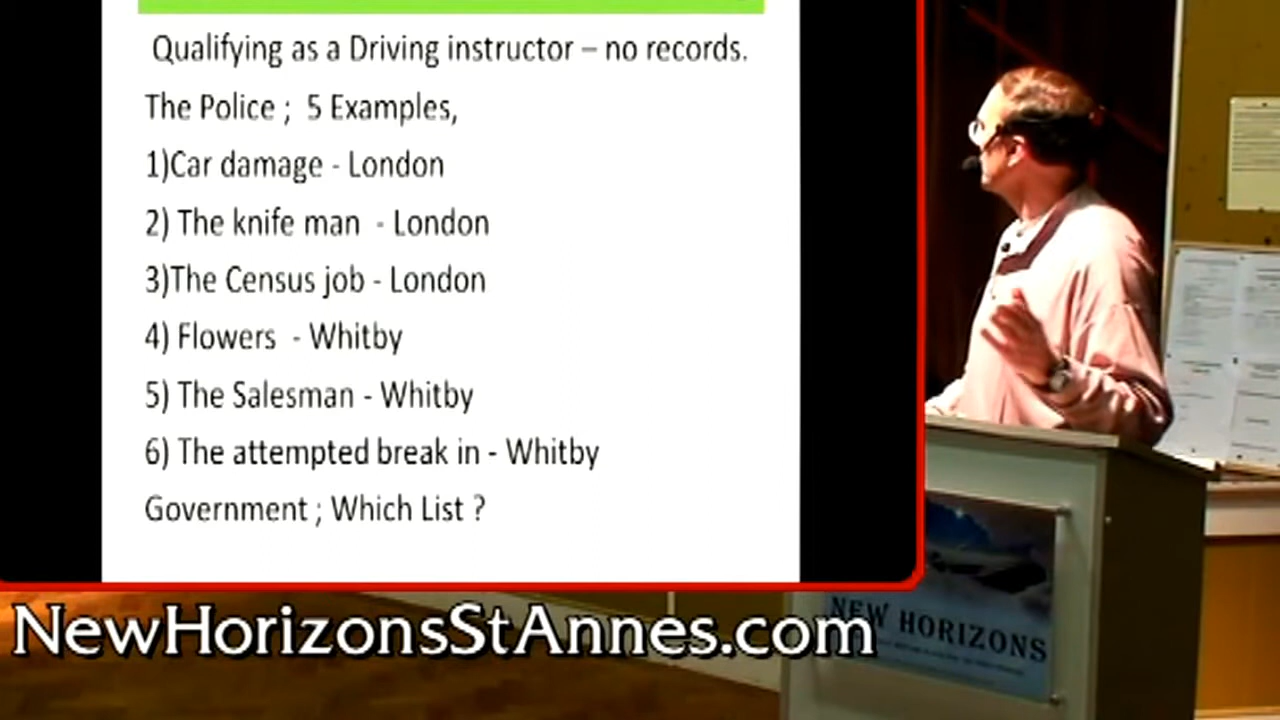 Qualifying as a Driving instructor – no records.
The Police ; 5 Examples,
1)Car damage - London
2) The knife man - London
3)The Census job - London
4) Flowers - Whitby
5) The Salesman - Whitby
6) The attempted break in - Whitby
Government ; Which List ?
NewHorizonsStAnnes.com
NEW HORIZONS